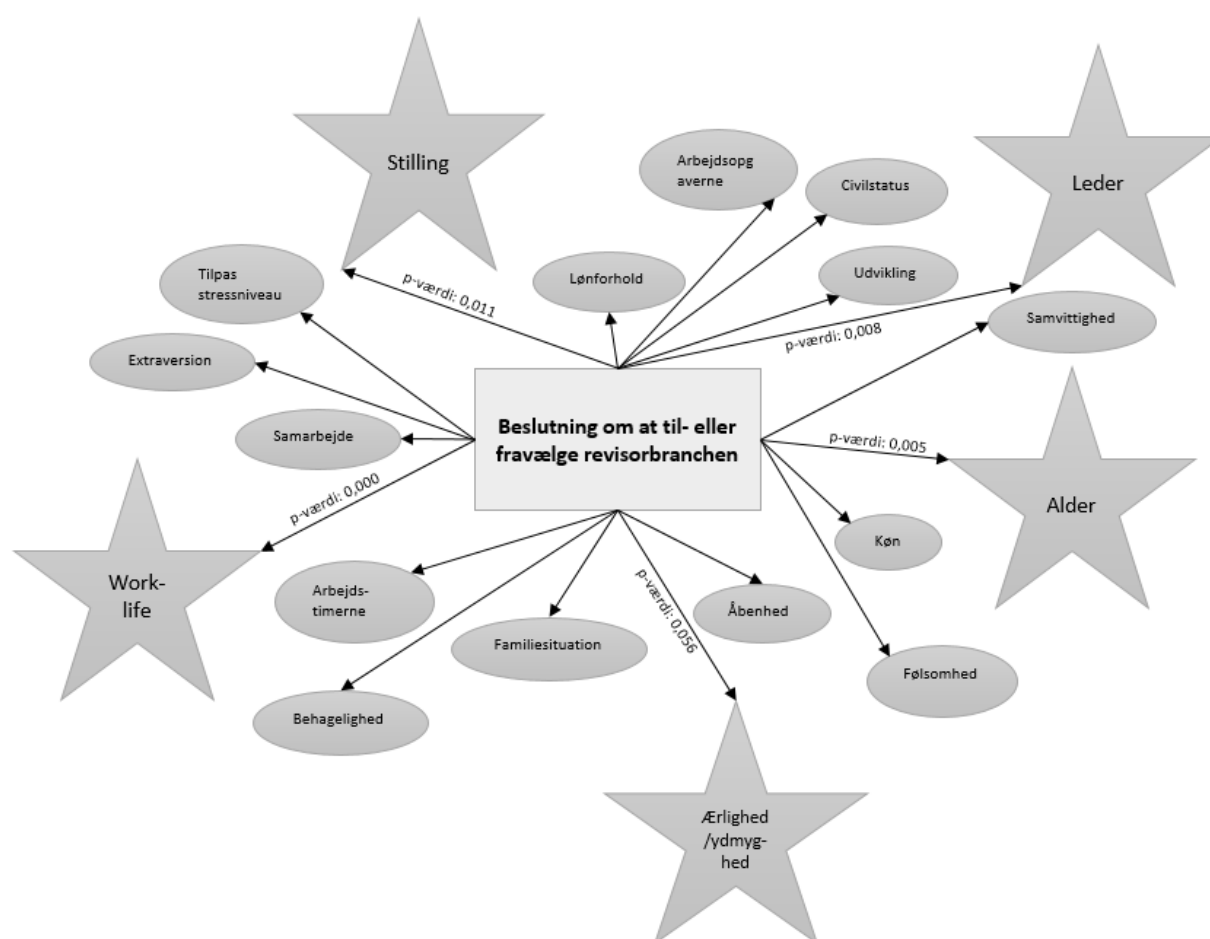 Stilling
Arbejdsopg
averne
Civilstatus
Leder
Tilpas
stressniveau
p-værdi: 0,011
Lønforhold
Udvikling
p-værdi: 0,008
Samvittighed
Extraversion
Samarbejde
Beslutning om at til- eller
fravælge revisorbranchen
p-værdi: 0,005
Alder
p-værdi: 0,000
Work-
life
Køn
Arbejds-
timerne
Familiesituation
p-værdi: 0,056
Åbenhed
Følsomhed
Behagelighed
Ærlighed
/ydmyg-
hed